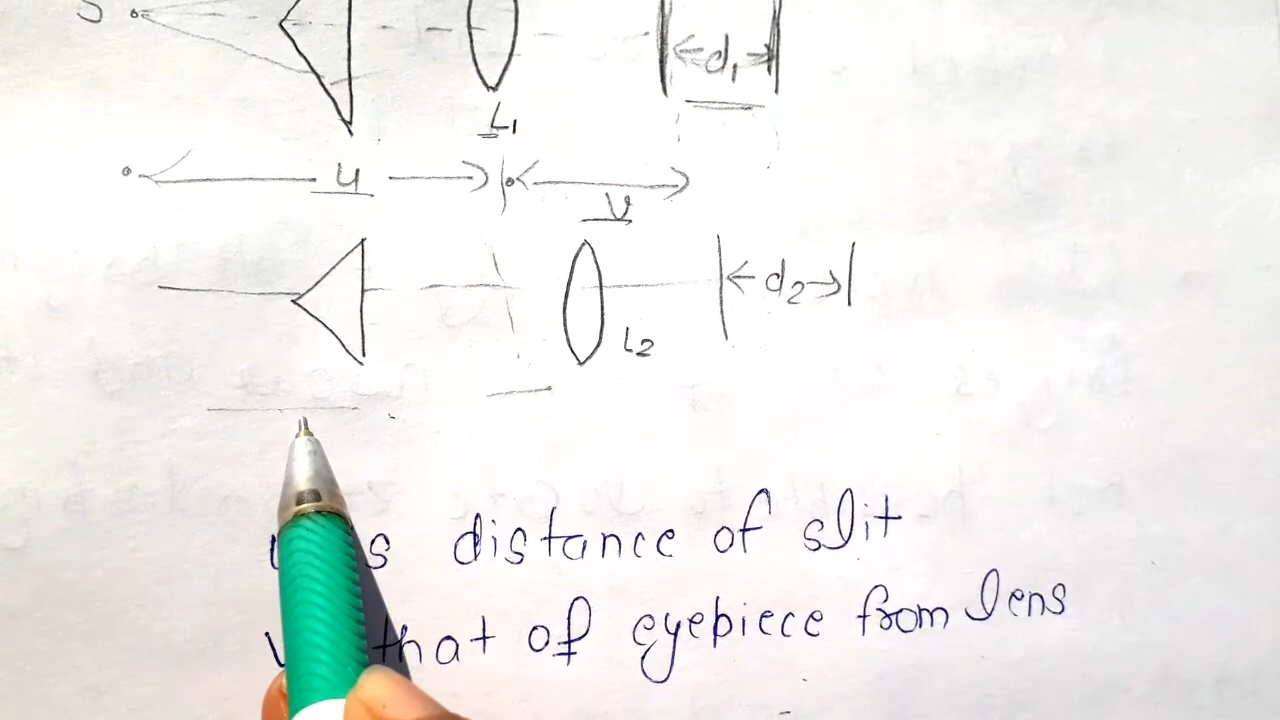 S
← d₁ →
L₁
u
v
← d₂ →
L₂
distance of slit
that of eyepiece from lens